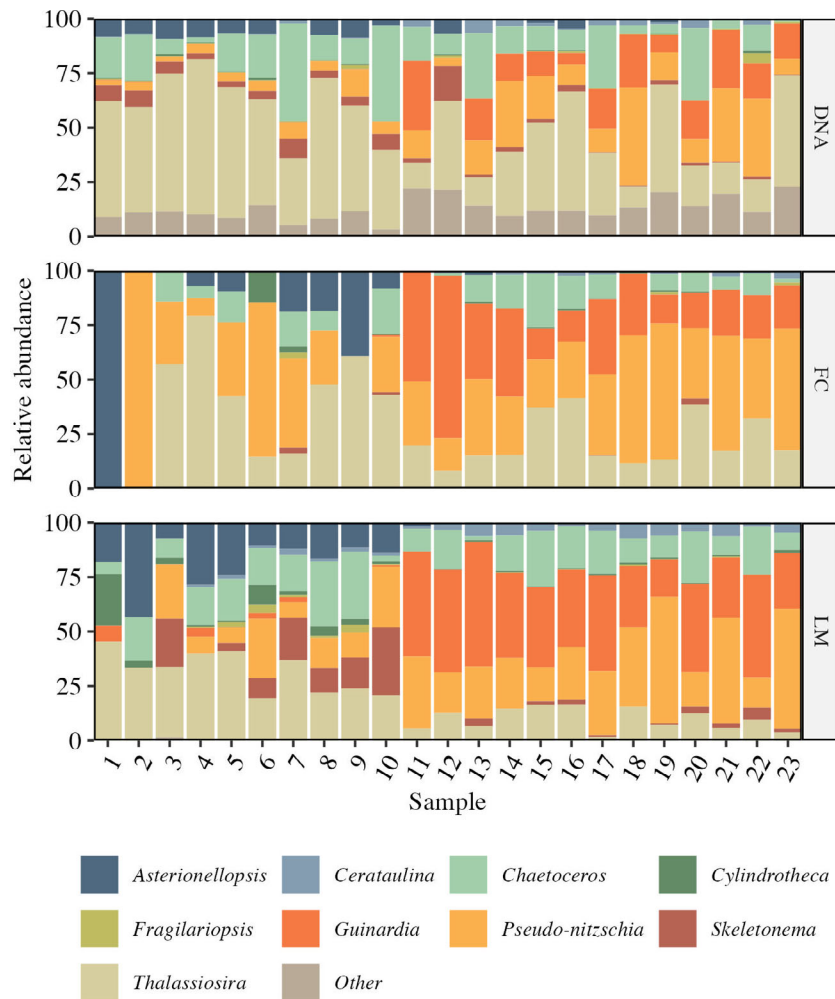 Relative abundance
100
75
50
25
0
DNA
100
75
50
25
0
FC
100
75
50
25
0
LM
1 2 3 4 5 6 7 8 9 10 11 12 13 14 15 16 17 18 19 20 21 22 23
Sample
Asterionellopsis Cerataulina Chaetoceros Cylindrotheca
Fragilariopsis Guinardia Pseudo-nitzschia Skeletonema
Thalassiosira Other